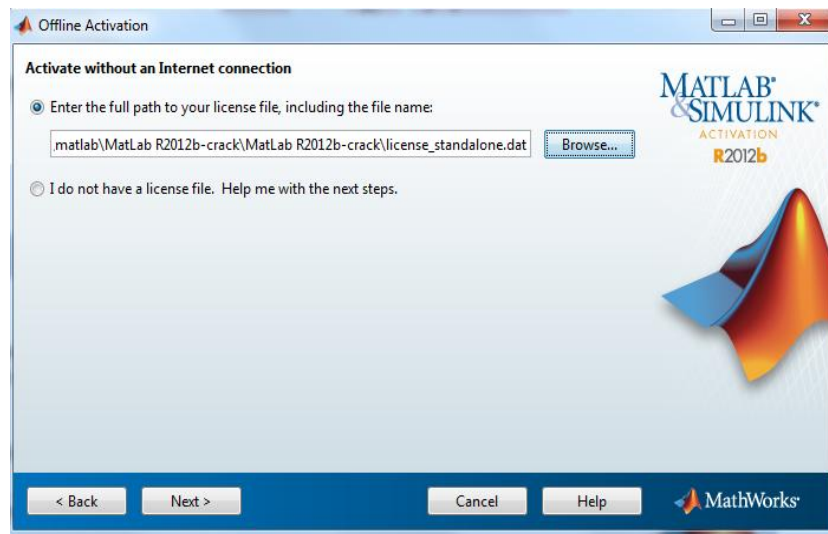 Offline Activation
Activate without an Internet connection
Enter the full path to your license file, including the file name:
.matlab\MatLab R2012b-crack\MatLab R2012b-crack\license_standalone.dat Browse...
I do not have a license file. Help me with the next steps.
MATLAB®
&SIMULINK®
ACTIVATION
R2012b
< Back Next > Cancel Help MathWorks®